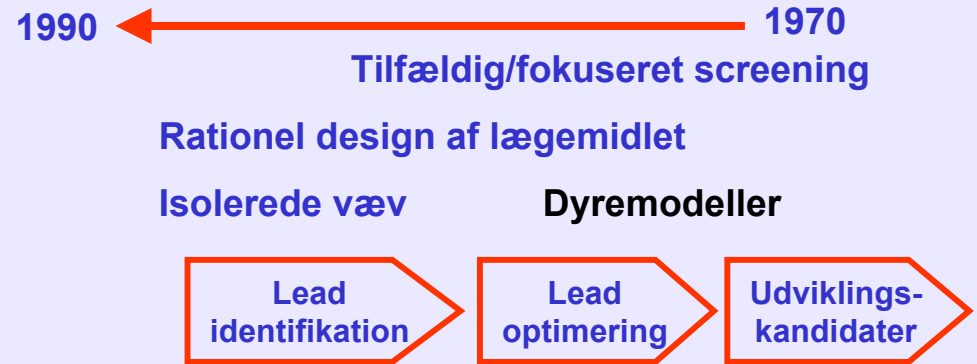 1990 1970
Tilfældig/fokuseret screening
Rationel design af lægemidlet
Isolerede væv Dyremodeller
Lead
identifikation
Lead
optimering
Udviklings-
kandidater